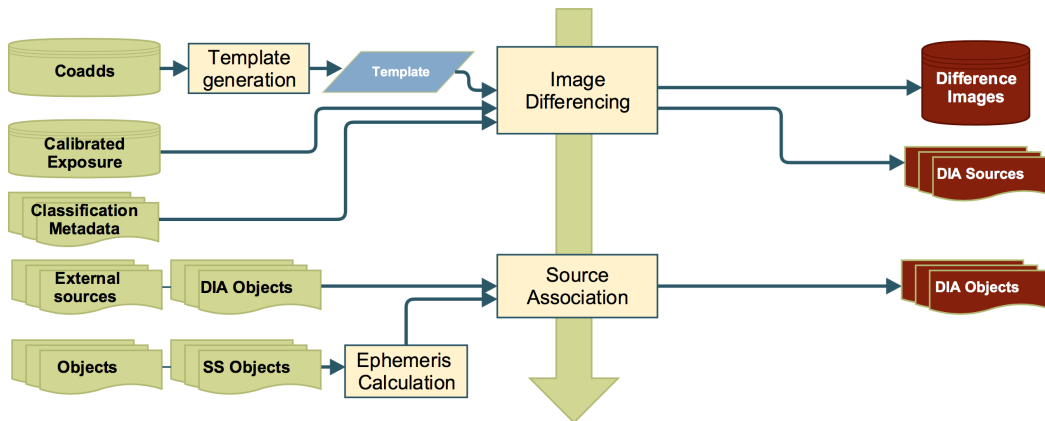 Coadds
Template
generation
Template
Image
Differencing
Difference
Images
Calibrated
Exposure
DIA Sources
Classification
Metadata
External
sources
DIA Objects
Source
Association
DIA Objects
Objects
SS Objects
Ephemeris
Calculation